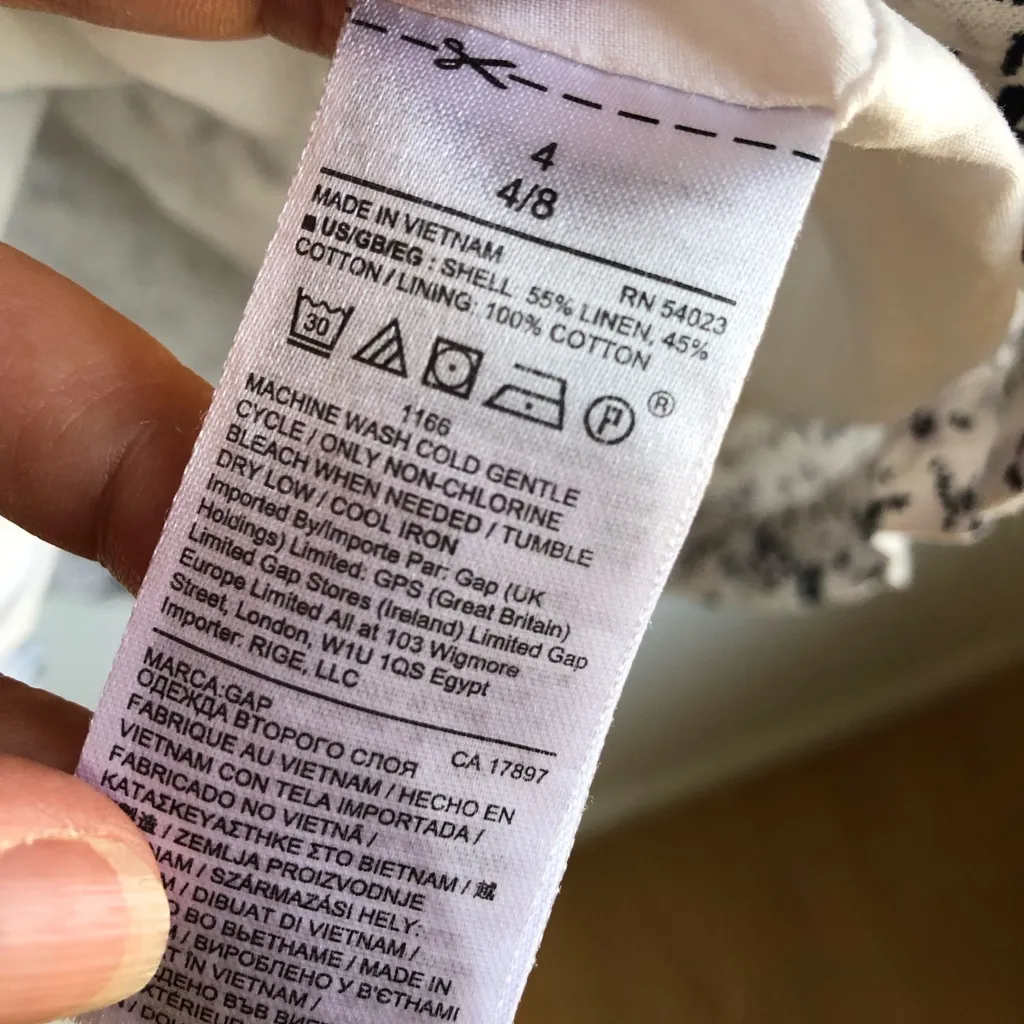 4
4/8
MADE IN VIETNAM RN 54023
US/GB/EG : SHELL 55% LINEN, 45%
COTTON / LINING: 100% COTTON
30 P ®
1166
MACHINE WASH COLD GENTLE
CYCLE / ONLY NON-CHLORINE
BLEACH WHEN NEEDED / TUMBLE
DRY LOW / COOL IRON
Imported By/Importe Par: Gap (UK
Holdings) Limited: GPS (Great Britain)
Limited Gap Stores (Ireland) Limited Gap
Europe Limited All at 103 Wigmore
Street, London, W1U 1QS Egypt
Importer: RIGE, LLC
MARCA:GAP CA 17897
ОДЕЖДА ВТОРОГО СЛОЯ
FABRIQUE AU VIETNAM / HECHO EN
VIETNAM CON TELA IMPORTADA /
FABRICADO NO VIETNÃ /
ΚΑΤΑΣΚΕΥΑΣΤΗΚΕ ΣΤΟ ΒΙΕΤΝΑΜ / 越
製造 / ZEMLJA PROIZVODNJE
/ SZÁRMAZÁSI HELY:
/ DIBUAT DI VIETNAM /
ВО ВЬЕТНАМЕ / MADE IN
/ ВИРОБЛЕНО У В'ЄТНАМІ
ÎN VIETNAM /
ВЪВ